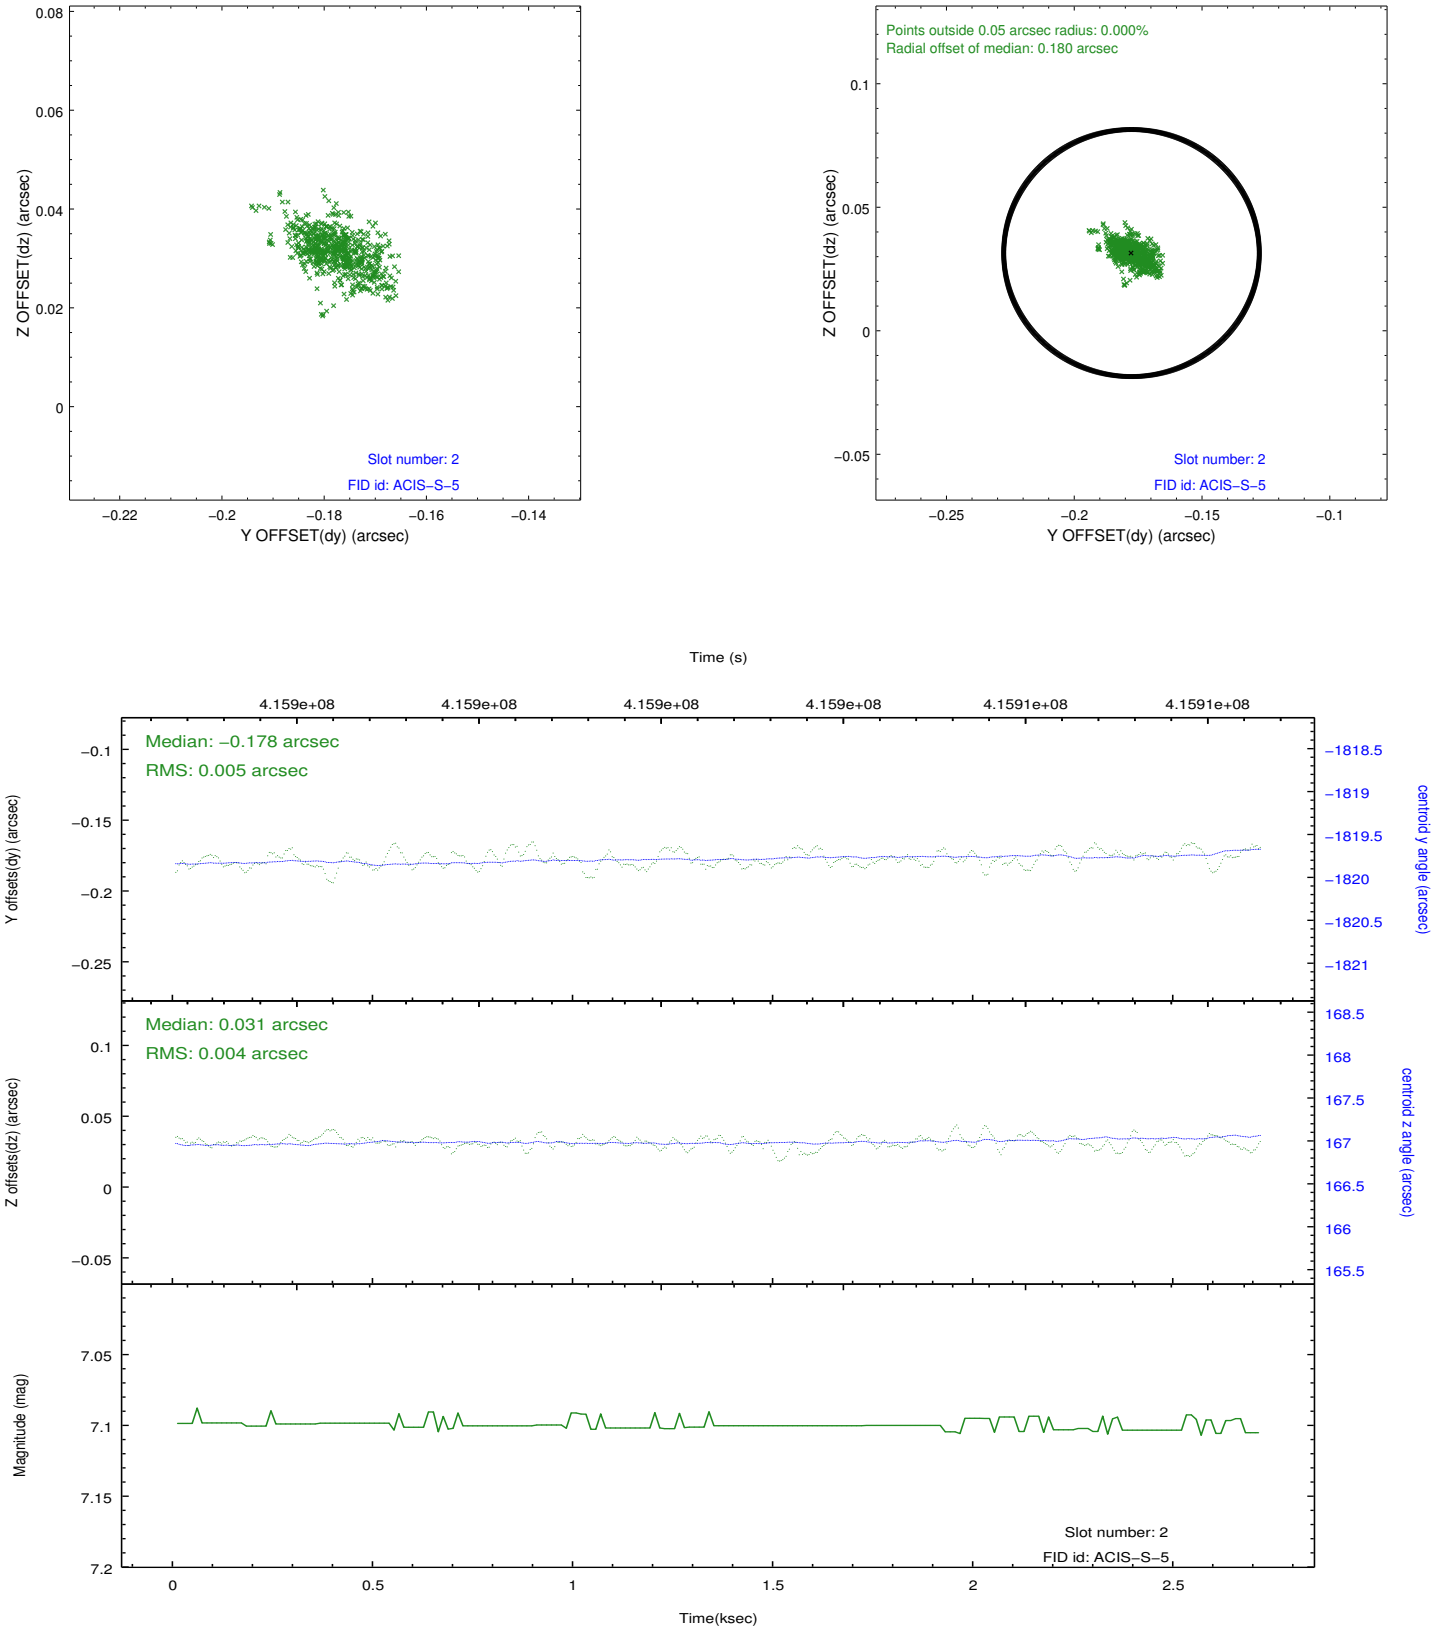 0.08
0.06
0.04
0.02
0
Z OFFSET(dz) (arcsec)
Slot number: 2
FID id: ACIS−S−5
−0.22 −0.2 −0.18 −0.16 −0.14
Y OFFSET(dy) (arcsec)
Points outside 0.05 arcsec radius: 0.000%
Radial offset of median: 0.180 arcsec
0.1
0.05
0
−0.05
Z OFFSET(dz) (arcsec)
Slot number: 2
FID id: ACIS−S−5
−0.25 −0.2 −0.15 −0.1
Y OFFSET(dy) (arcsec)
Time (s)
4.159e+08 4.159e+08 4.159e+08 4.159e+08 4.1591e+08 4.1591e+08
Median: −0.178 arcsec
RMS: 0.005 arcsec
−0.1
−0.15
−0.2
−0.25
Y offsets(dy) (arcsec)
−1818.5
−1819
−1819.5
−1820
−1820.5
−1821
centroid y angle (arcsec)
Median: 0.031 arcsec
RMS: 0.004 arcsec
0.1
0.05
0
−0.05
Z offsets(dz) (arcsec)
168.5
168
167.5
167
166.5
166
165.5
centroid z angle (arcsec)
7.05
7.1
7.15
7.2
Magnitude (mag)
Slot number: 2
FID id: ACIS−S−5
0 0.5 1 1.5 2 2.5
Time(ksec)